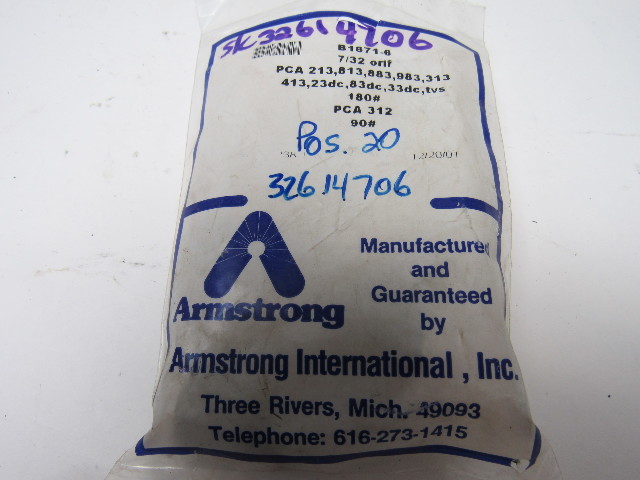 SK 32614706
B1871-6
7/32 orif
PCA 213,813,883,983,313
413,23dc,83dc,33dc,tvs
180#
PCA 312
90#
Pos. 20
12/20/01
32614706
Armstrong
Manufactured
and
Guaranteed
by
Armstrong International, Inc.
Three Rivers, Mich. 49093
Telephone: 616-273-1415